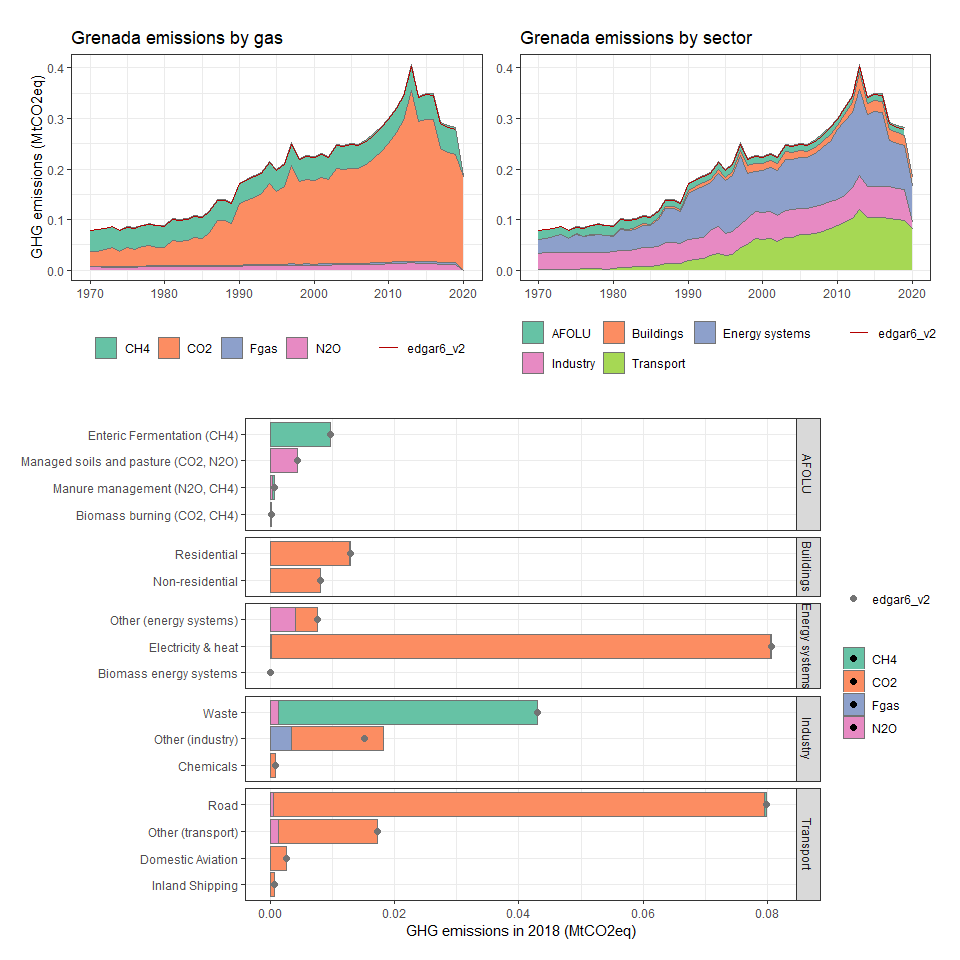 Grenada emissions by gas
Grenada emissions by sector
GHG emissions (MtCO2eq)
0.4
0.3
0.2
0.1
0.0
1970 1980 1990 2000 2010 2020
0.4
0.3
0.2
0.1
0.0
1970 1980 1990 2000 2010 2020
CH4 CO2 Fgas N2O edgar6_v2
AFOLU Buildings Energy systems edgar6_v2
Industry Transport
Enteric Fermentation (CH4)
Managed soils and pasture (CO2, N2O)
Manure management (N2O, CH4)
Biomass burning (CO2, CH4)
AFOLU
Residential
Non-residential
Buildings
Other (energy systems)
Electricity & heat
Biomass energy systems
Energy systems
Waste
Other (industry)
Chemicals
Industry
Road
Other (transport)
Domestic Aviation
Inland Shipping
Transport
0.00 0.02 0.04 0.06 0.08
GHG emissions in 2018 (MtCO2eq)
edgar6_v2
CH4
CO2
Fgas
N2O